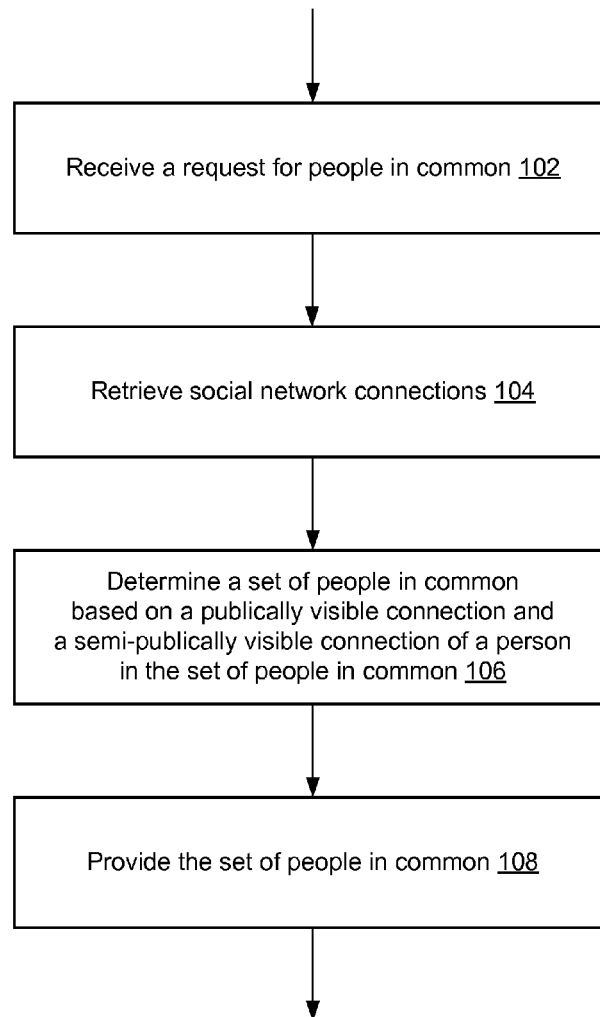 Receive a request for people in common 102
Retrieve social network connections 104
Determine a set of people in common
based on a publically visible connection and
a semi-publically visible connection of a person
in the set of people in common 106
Provide the set of people in common 108